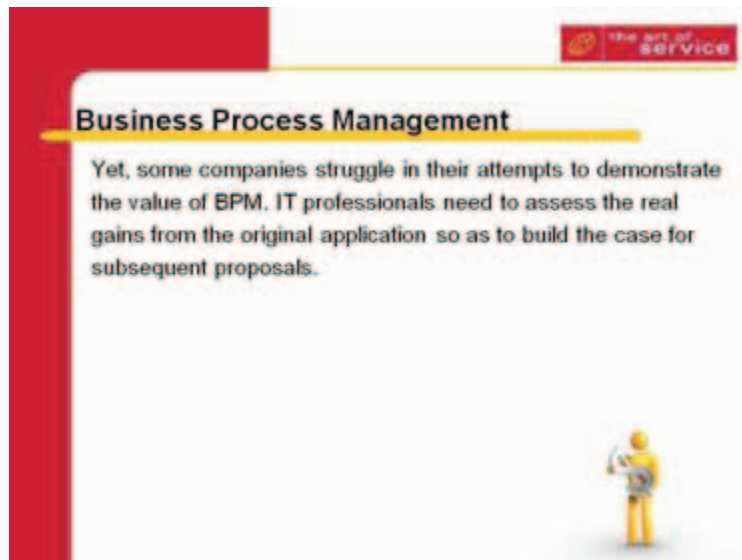 the art of
service
Business Process Management
Yet, some companies struggle in their attempts to demonstrate
the value of BPM. IT professionals need to assess the real
gains from the original application so as to build the case for
subsequent proposals.